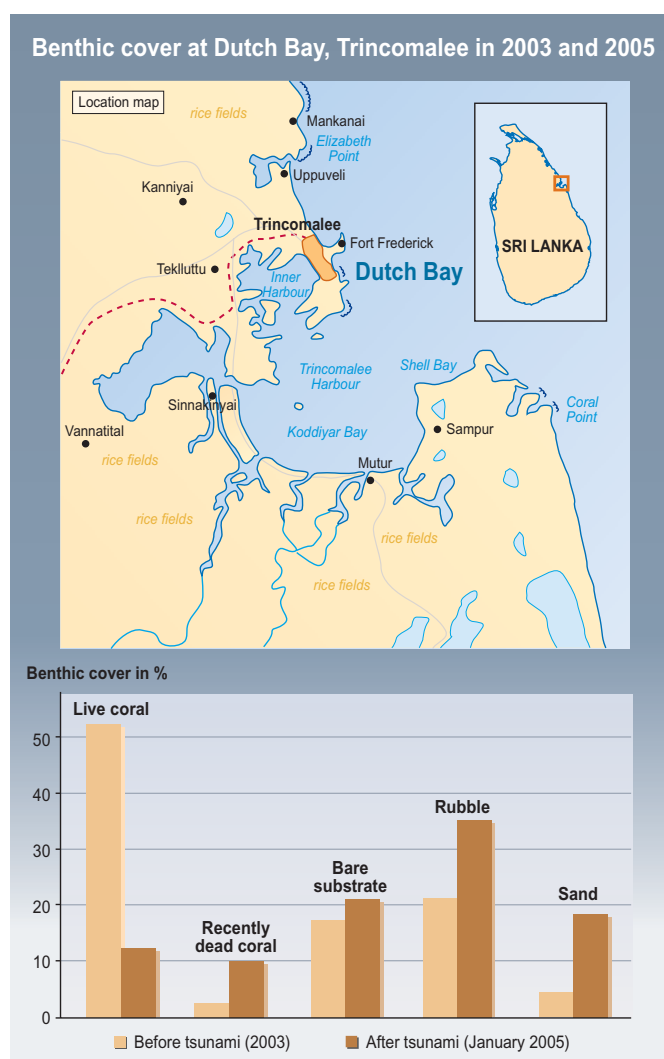 Benthic cover at Dutch Bay, Trincomalee in 2003 and 2005
Location map
rice fields
Mankanai
Elizabeth
Point
Uppuveli
Kanniyai
Trincomalee
Fort Frederick
Teklluttu
Inner
Harbour
Dutch Bay
SRI LANKA
Trincomalee
Harbour
Shell Bay
Sinnakinyai
Coral
Point
Vannatital
Koddiyar Bay
Sampur
rice fields
Mutur
rice fields
rice fields
rice fields
Benthic cover in %
Live coral
50
40
Rubble
30
Bare
substrate
20
Sand
Recently
dead coral
10
0
Before tsunami (2003)
After tsunami (January 2005)